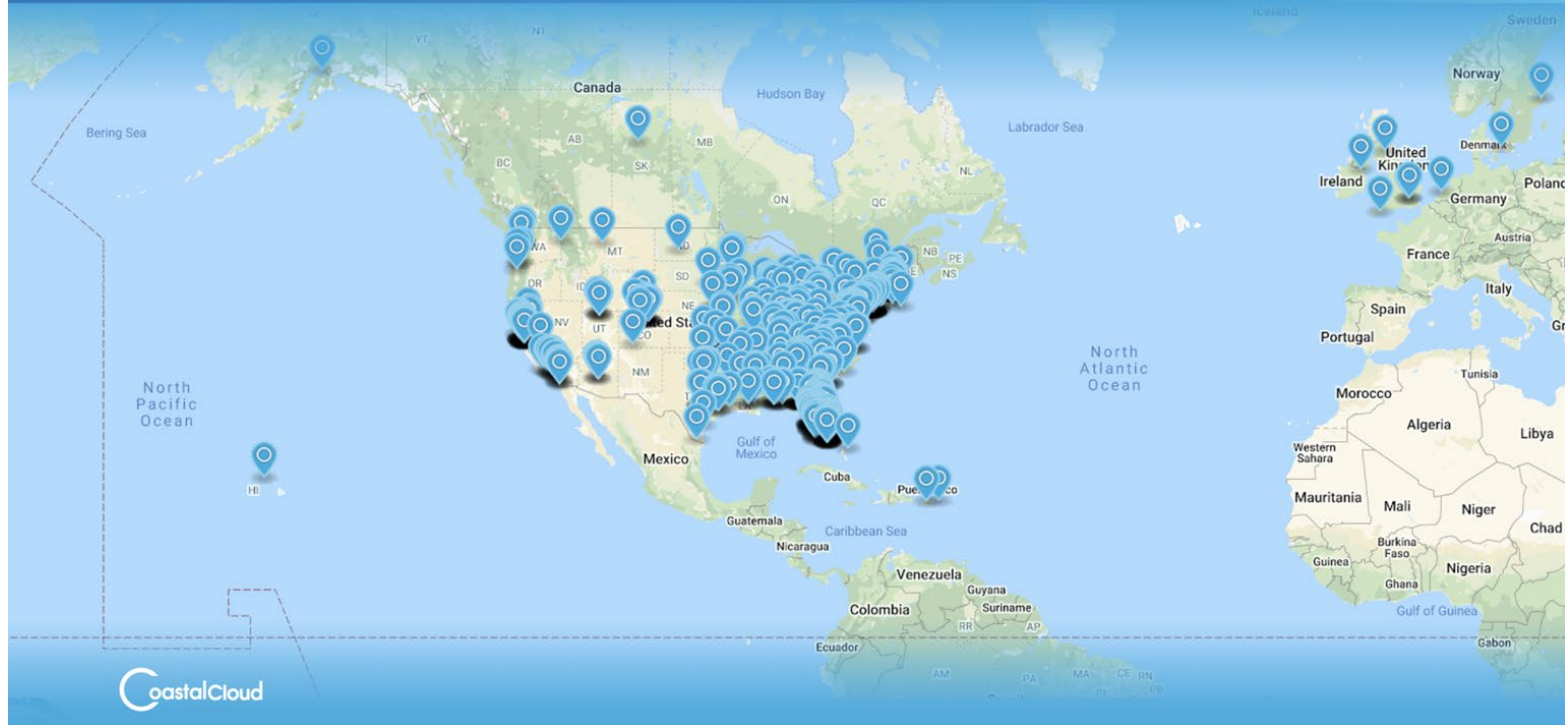 Iceland
Sweden
NT
YT
Norway
Canada
Hudson Bay
Bering Sea
Labrador Sea
AB
MB
SK
BC
Denmark
United
Kingdom
Ireland
Poland
NL
ON
QC
Germany
Austria
France
NB
PE
NS
WA
MT
ND
OR
SD
NE
NV
UT
CO
Italy
Spain
Portugal
NM
North
Pacific
Ocean
North
Atlantic
Ocean
Tunisia
Morocco
Algeria
Libya
Gulf of
Mexico
Mexico
Western
Sahara
Cuba
HI
Mauritania
Mali
Niger
Chad
Guatemala
Caribbean Sea
Nicaragua
Burkina
Faso
Guinea
Nigeria
Ghana
Venezuela
Guyana
Suriname
Colombia
RR
AP
Gulf of Guinea
Gabon
Ecuador
AM
PA
MA
CE
RN
PB
CoastalCloud